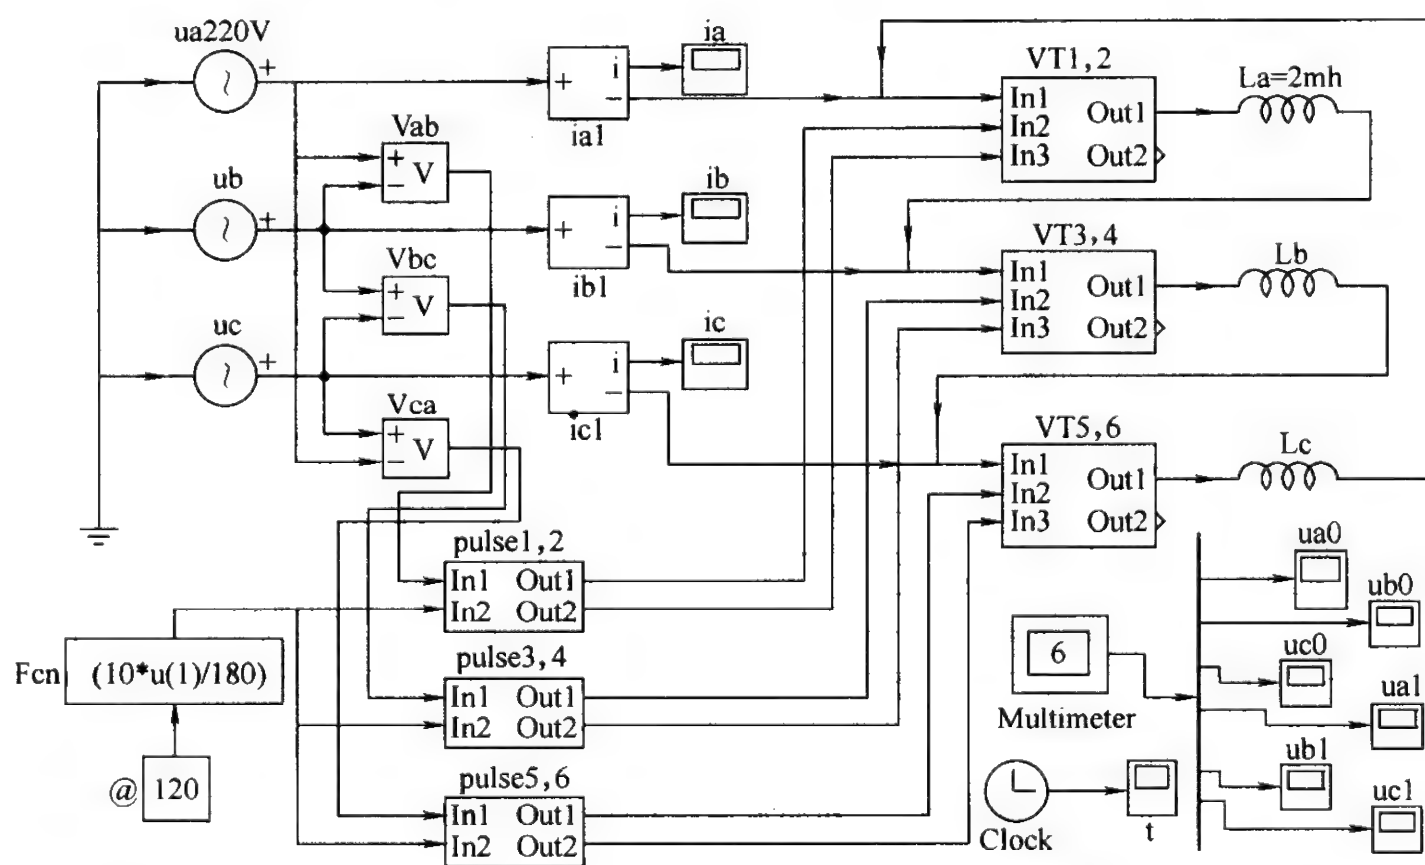 ua220V
+
ia
i
+
−
ia1
VT1,2
In1
In2
In3
Out1
Out2
La=2mh
Vab
+
−
V
ub
+
ib
i
+
−
ib1
VT3,4
In1
In2
In3
Out1
Out2
Lb
Vbc
+
−
V
uc
+
ic
i
+
−
ic1
VT5,6
In1
In2
In3
Out1
Out2
Lc
Vca
+
−
V
pulse1,2
In1 Out1
In2 Out2
pulse3,4
In1 Out1
In2 Out2
pulse5,6
In1 Out1
In2 Out2
Fcn
(10*u(1)/180)
@
120
6
Multimeter
Clock
t
ua0
ub0
uc0
ua1
ub1
uc1